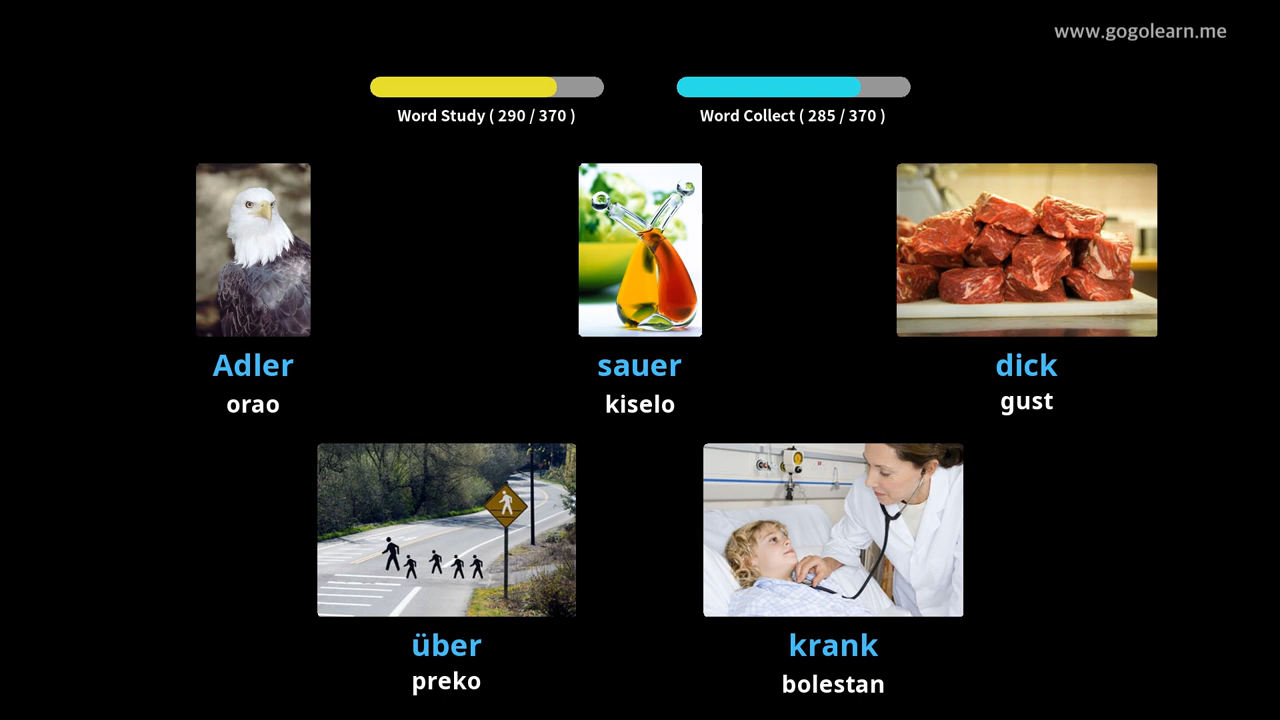 www.gogolearn.me
Word Study ( 290 / 370 )
Word Collect ( 285 / 370 )
Adler
orao
sauer
kiselo
dick
gust
über
preko
krank
bolestan